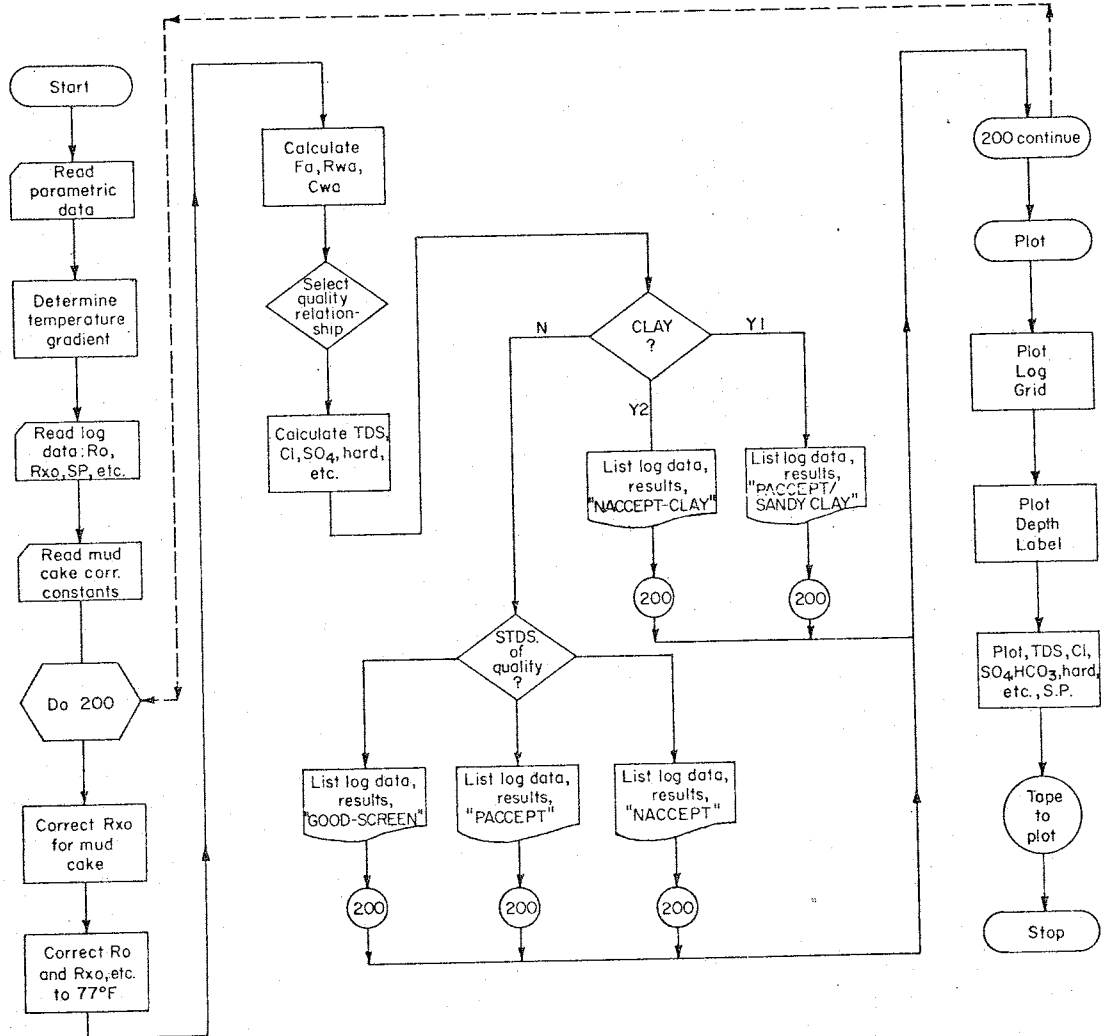 Start
Read
parametric
data
Determine
temperature
gradient
Read log
data: Ro,
Rxo, SP, etc.
Read mud
cake corr.
constants
Do 200
Correct Rxo
for mud
cake
Correct Ro
and Rxo, etc.
to 77°F
Calculate
Fa, Rwa,
Cwa
Select
quality
relation-
ship
Calculate TDS,
Cl, SO4, hard,
etc.
CLAY
?
N
Y1
Y2
List log data,
results,
"NACCEPT-CLAY"
List log data,
results,
"PACCEPT/
SANDY CLAY"
200
200
STDS.
of
quality
?
List log data,
results,
"GOOD-SCREEN"
List log data,
results,
"PACCEPT"
List log data,
results,
"NACCEPT"
200
200
200
200 continue
Plot
Plot
Log
Grid
Plot
Depth
Label
Plot, TDS, Cl,
SO4 HCO3, hard,
etc., S.P.
Tape
to
plot
Stop